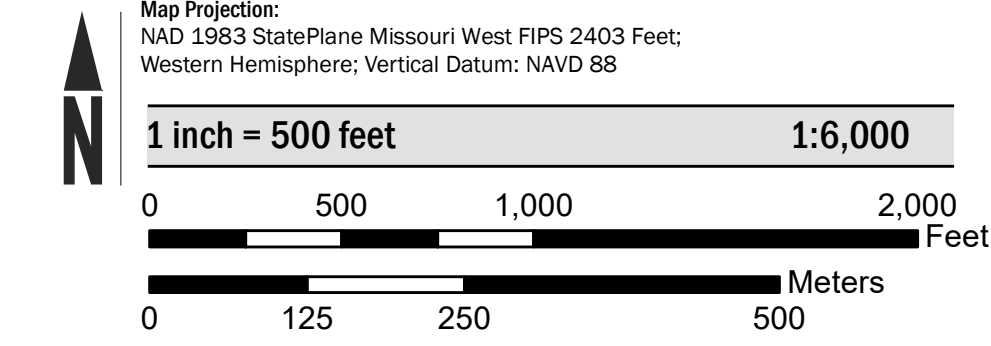 Map Projection:
NAD 1983 StatePlane Missouri West FIPS 2403 Feet;
Western Hemisphere; Vertical Datum: NAVD 88
N
1 inch = 500 feet 1:6,000
0 500 1,000 2,000
Feet
Meters
0 125 250 500